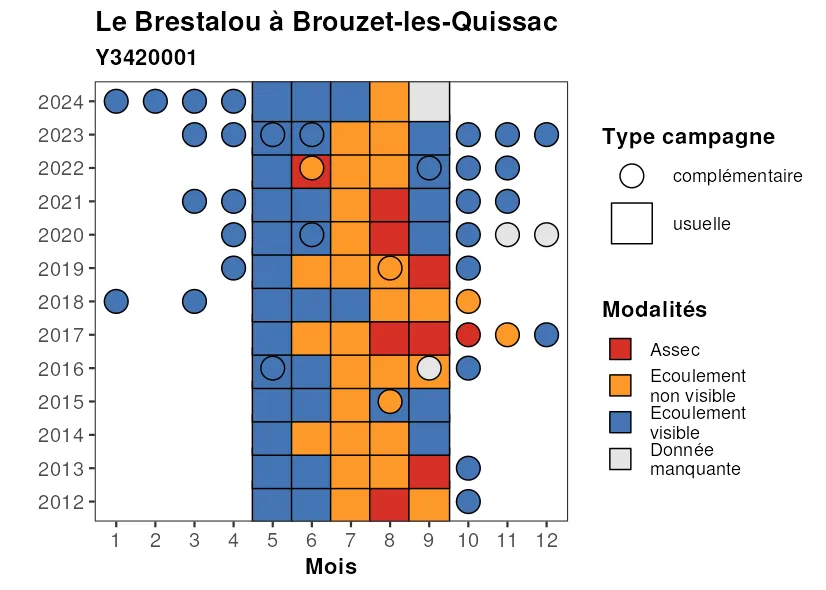 Le Brestalou à Brouzet-les-Quissac
Y3420001
2024
2023
2022
2021
2020
2019
2018
2017
2016
2015
2014
2013
2012
1 2 3 4 5 6 7 8 9 10 11 12
Mois
Type campagne
complémentaire
usuelle
Modalités
Assec
Ecoulement
non visible
Ecoulement
visible
Donnée
manquante